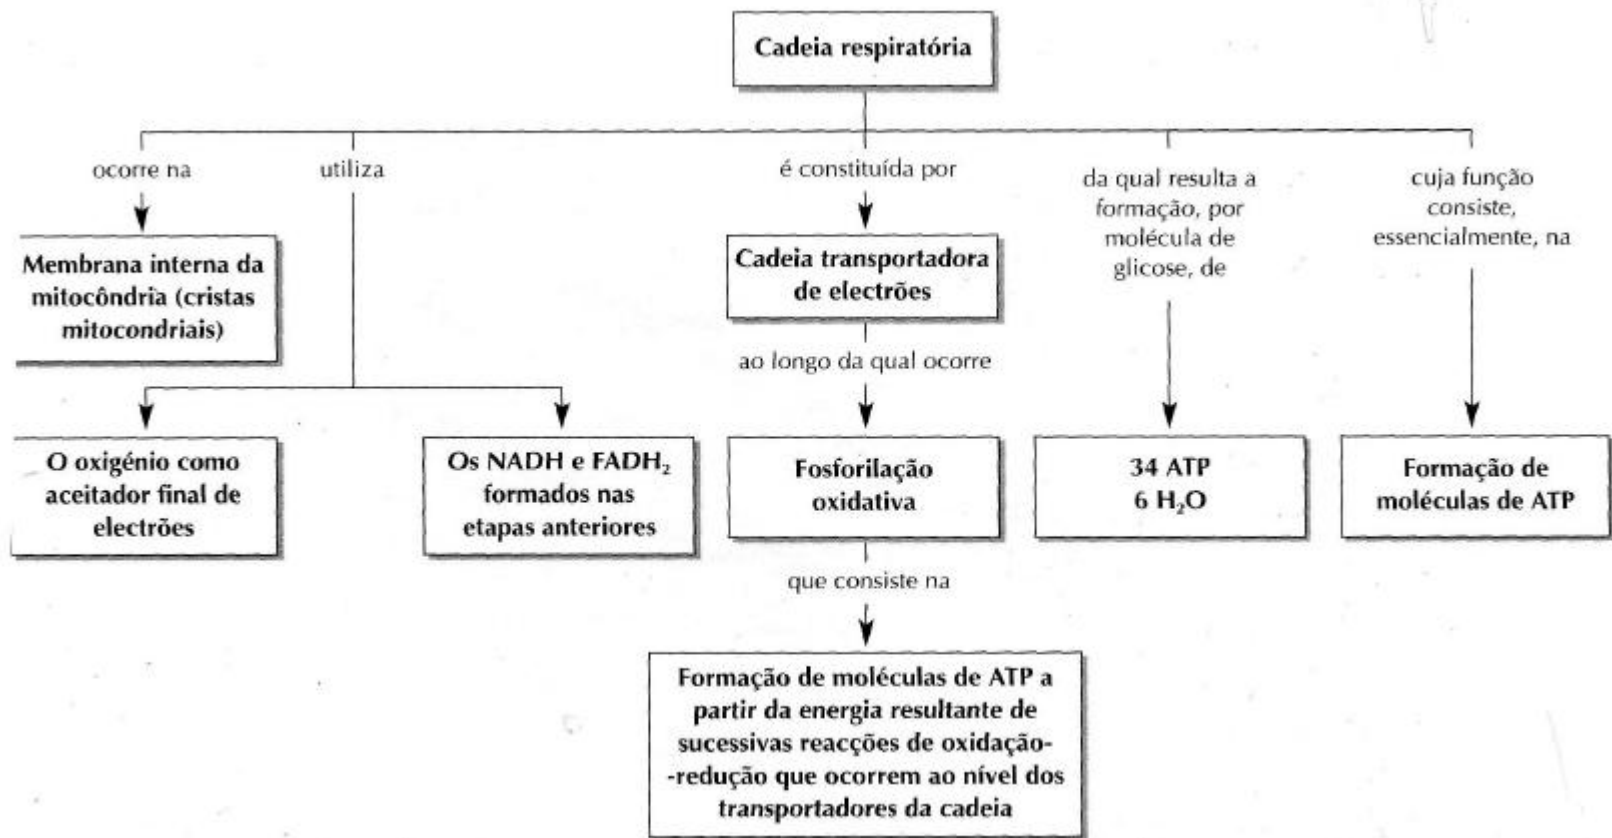 Cadeia respiratória
ocorre na
utiliza
é constituída por
da qual resulta a
formação, por
molécula de
glicose, de
cuja função
consiste,
essencialmente, na
Membrana interna da
mitocôndria (cristas
mitocondriais)
Cadeia transportadora
de electrões
ao longo da qual ocorre
O oxigénio como
aceitador final de
electrões
Os NADH e FADH₂
formados nas
etapas anteriores
Fosforilação
oxidativa
34 ATP
6 H₂O
Formação de
moléculas de ATP
que consiste na
Formação de moléculas de ATP a
partir da energia resultante de
sucessivas reacções de oxidação-
-redução que ocorrem ao nível dos
transportadores da cadeia